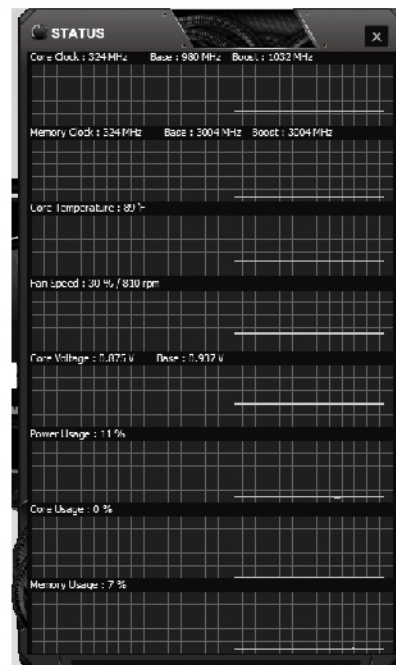 STATUS
X
Core Clock : 324 MHz Base : 980 MHz Boost : 1032 MHz
Memory Clock : 324 MHz Base : 3004 MHz Boost : 3004 MHz
Core Temperature : 89 °F
Fan Speed : 30 % / 810 rpm
Core Voltage : 0.875 V Base : 0.937 V
Power Usage : 11 %
Core Usage : 0 %
Memory Usage : 7 %